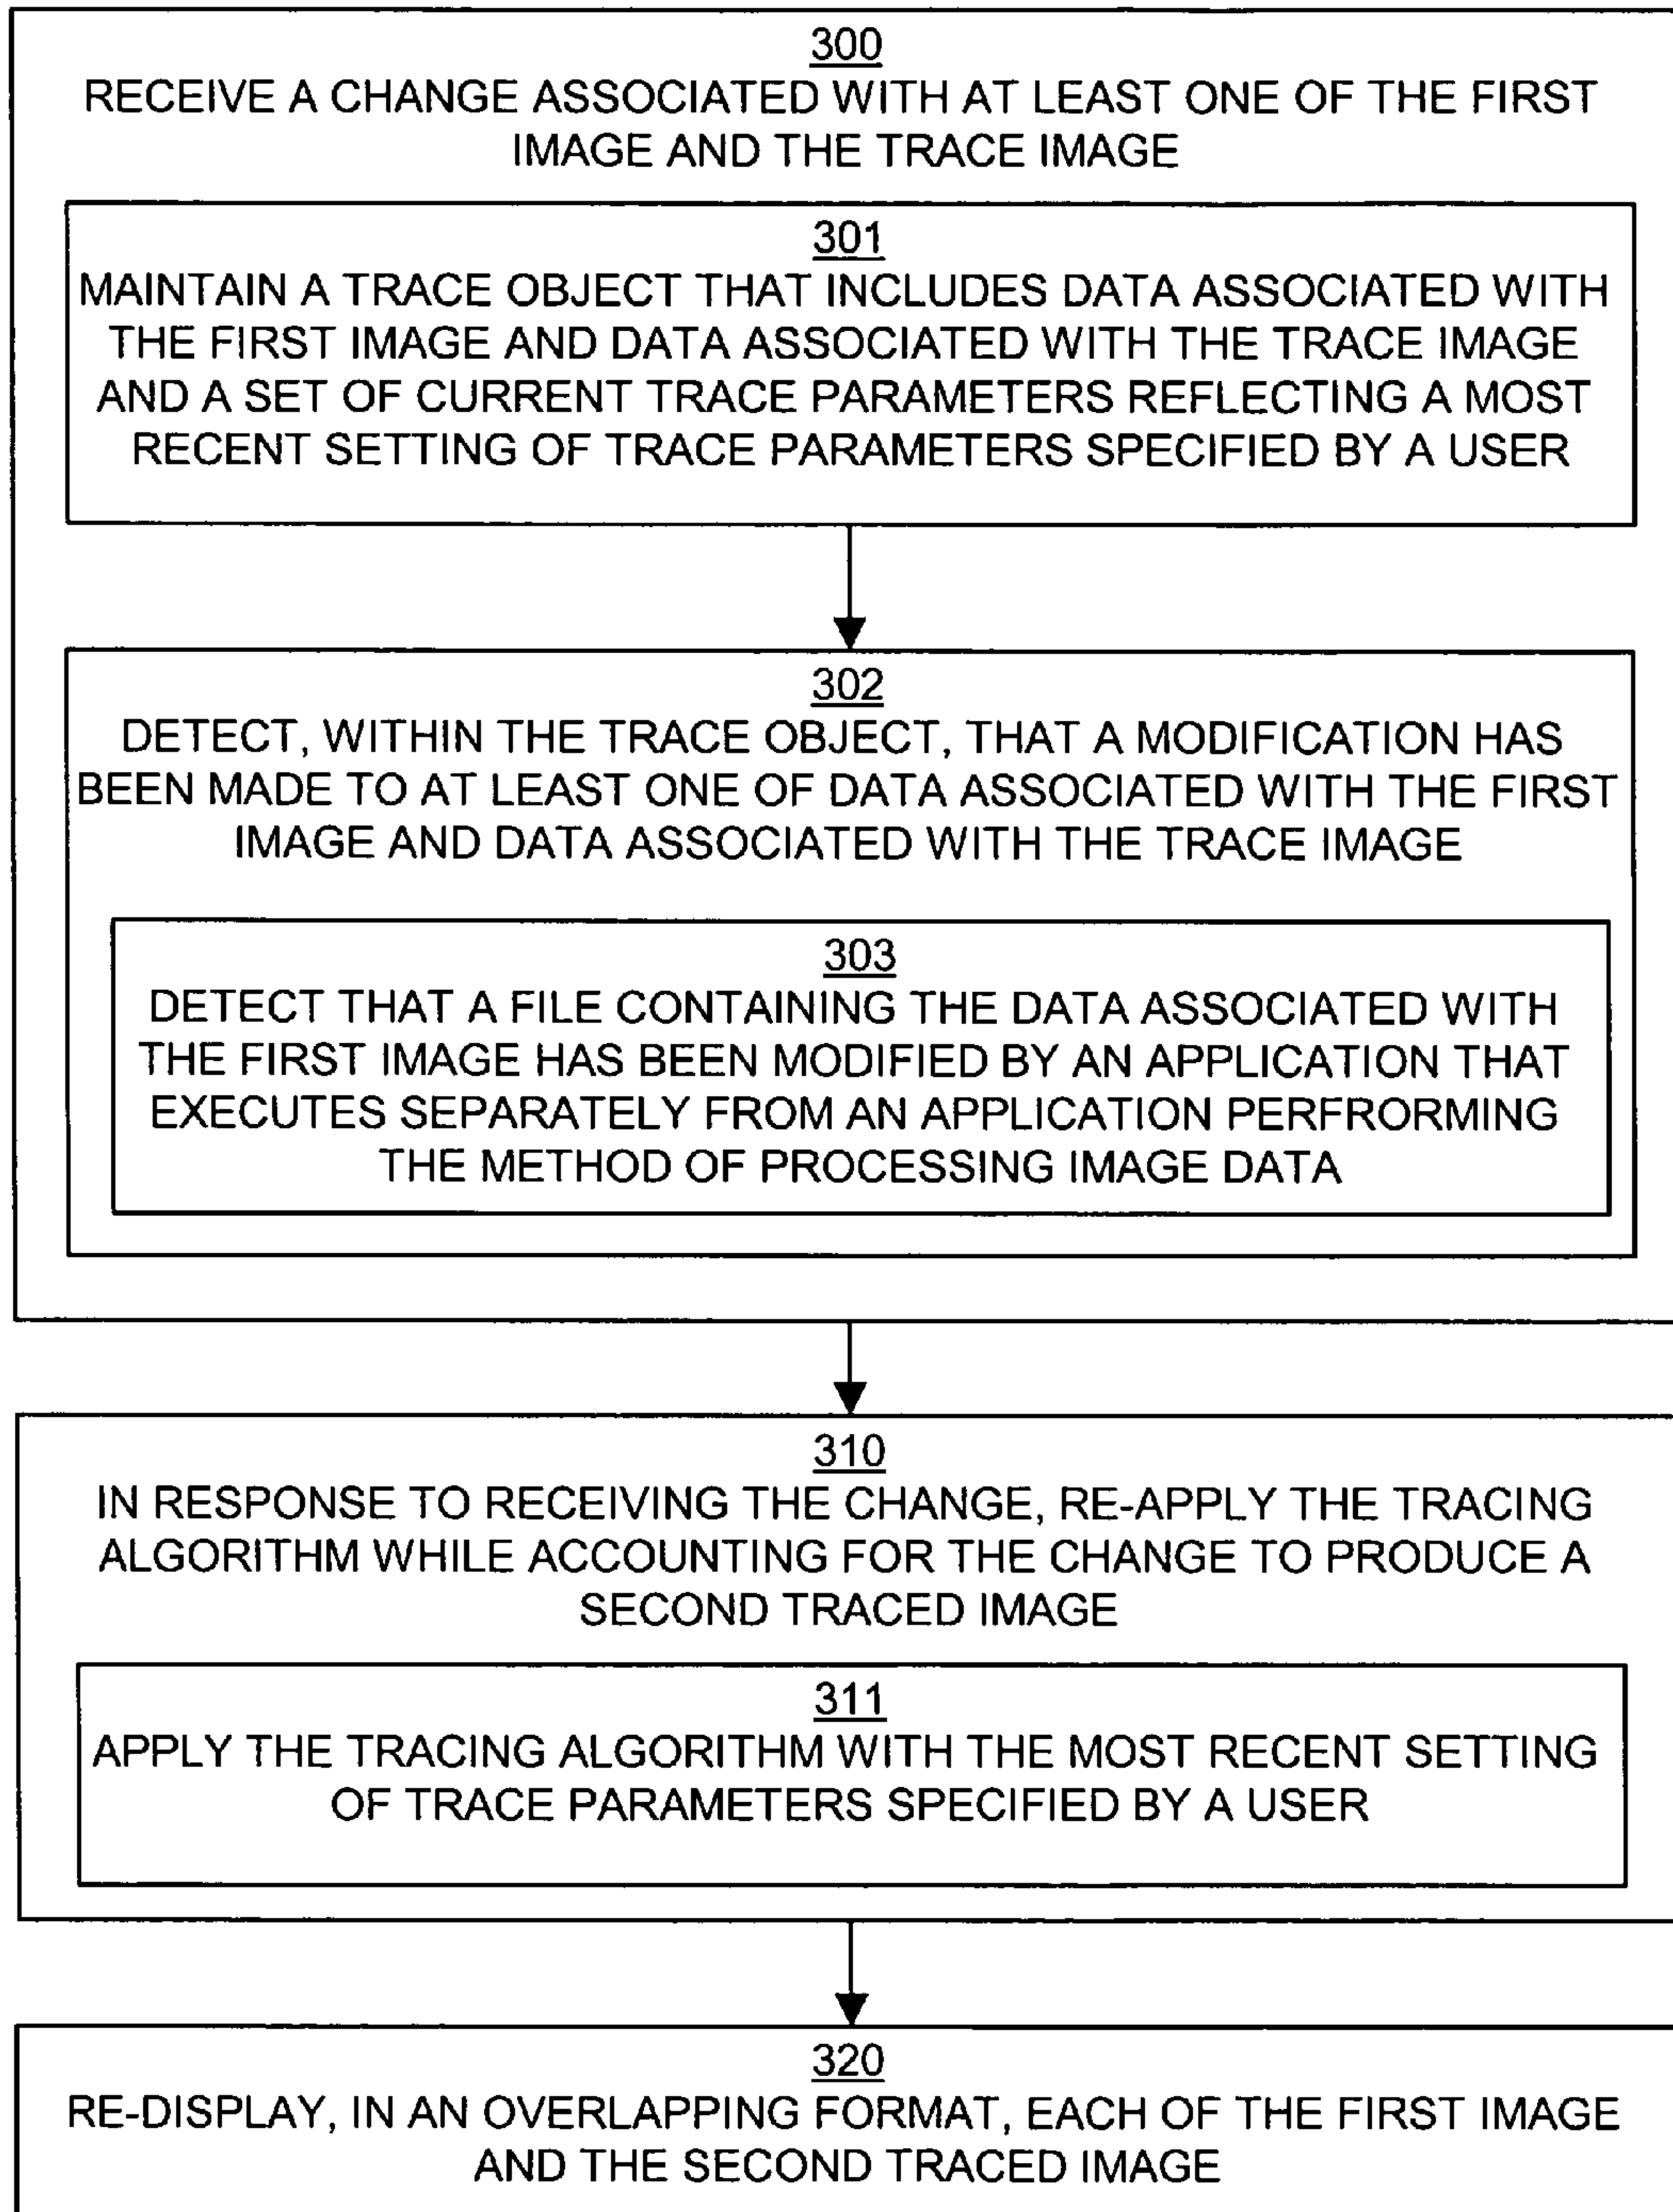 300
RECEIVE A CHANGE ASSOCIATED WITH AT LEAST ONE OF THE FIRST
IMAGE AND THE TRACE IMAGE
301
MAINTAIN A TRACE OBJECT THAT INCLUDES DATA ASSOCIATED WITH
THE FIRST IMAGE AND DATA ASSOCIATED WITH THE TRACE IMAGE
AND A SET OF CURRENT TRACE PARAMETERS REFLECTING A MOST
RECENT SETTING OF TRACE PARAMETERS SPECIFIED BY A USER
302
DETECT, WITHIN THE TRACE OBJECT, THAT A MODIFICATION HAS
BEEN MADE TO AT LEAST ONE OF DATA ASSOCIATED WITH THE FIRST
IMAGE AND DATA ASSOCIATED WITH THE TRACE IMAGE
303
DETECT THAT A FILE CONTAINING THE DATA ASSOCIATED WITH
THE FIRST IMAGE HAS BEEN MODIFIED BY AN APPLICATION THAT
EXECUTES SEPARATELY FROM AN APPLICATION PERFRORMING
THE METHOD OF PROCESSING IMAGE DATA
310
IN RESPONSE TO RECEIVING THE CHANGE, RE-APPLY THE TRACING
ALGORITHM WHILE ACCOUNTING FOR THE CHANGE TO PRODUCE A
SECOND TRACED IMAGE
311
APPLY THE TRACING ALGORITHM WITH THE MOST RECENT SETTING
OF TRACE PARAMETERS SPECIFIED BY A USER
320
RE-DISPLAY, IN AN OVERLAPPING FORMAT, EACH OF THE FIRST IMAGE
AND THE SECOND TRACED IMAGE